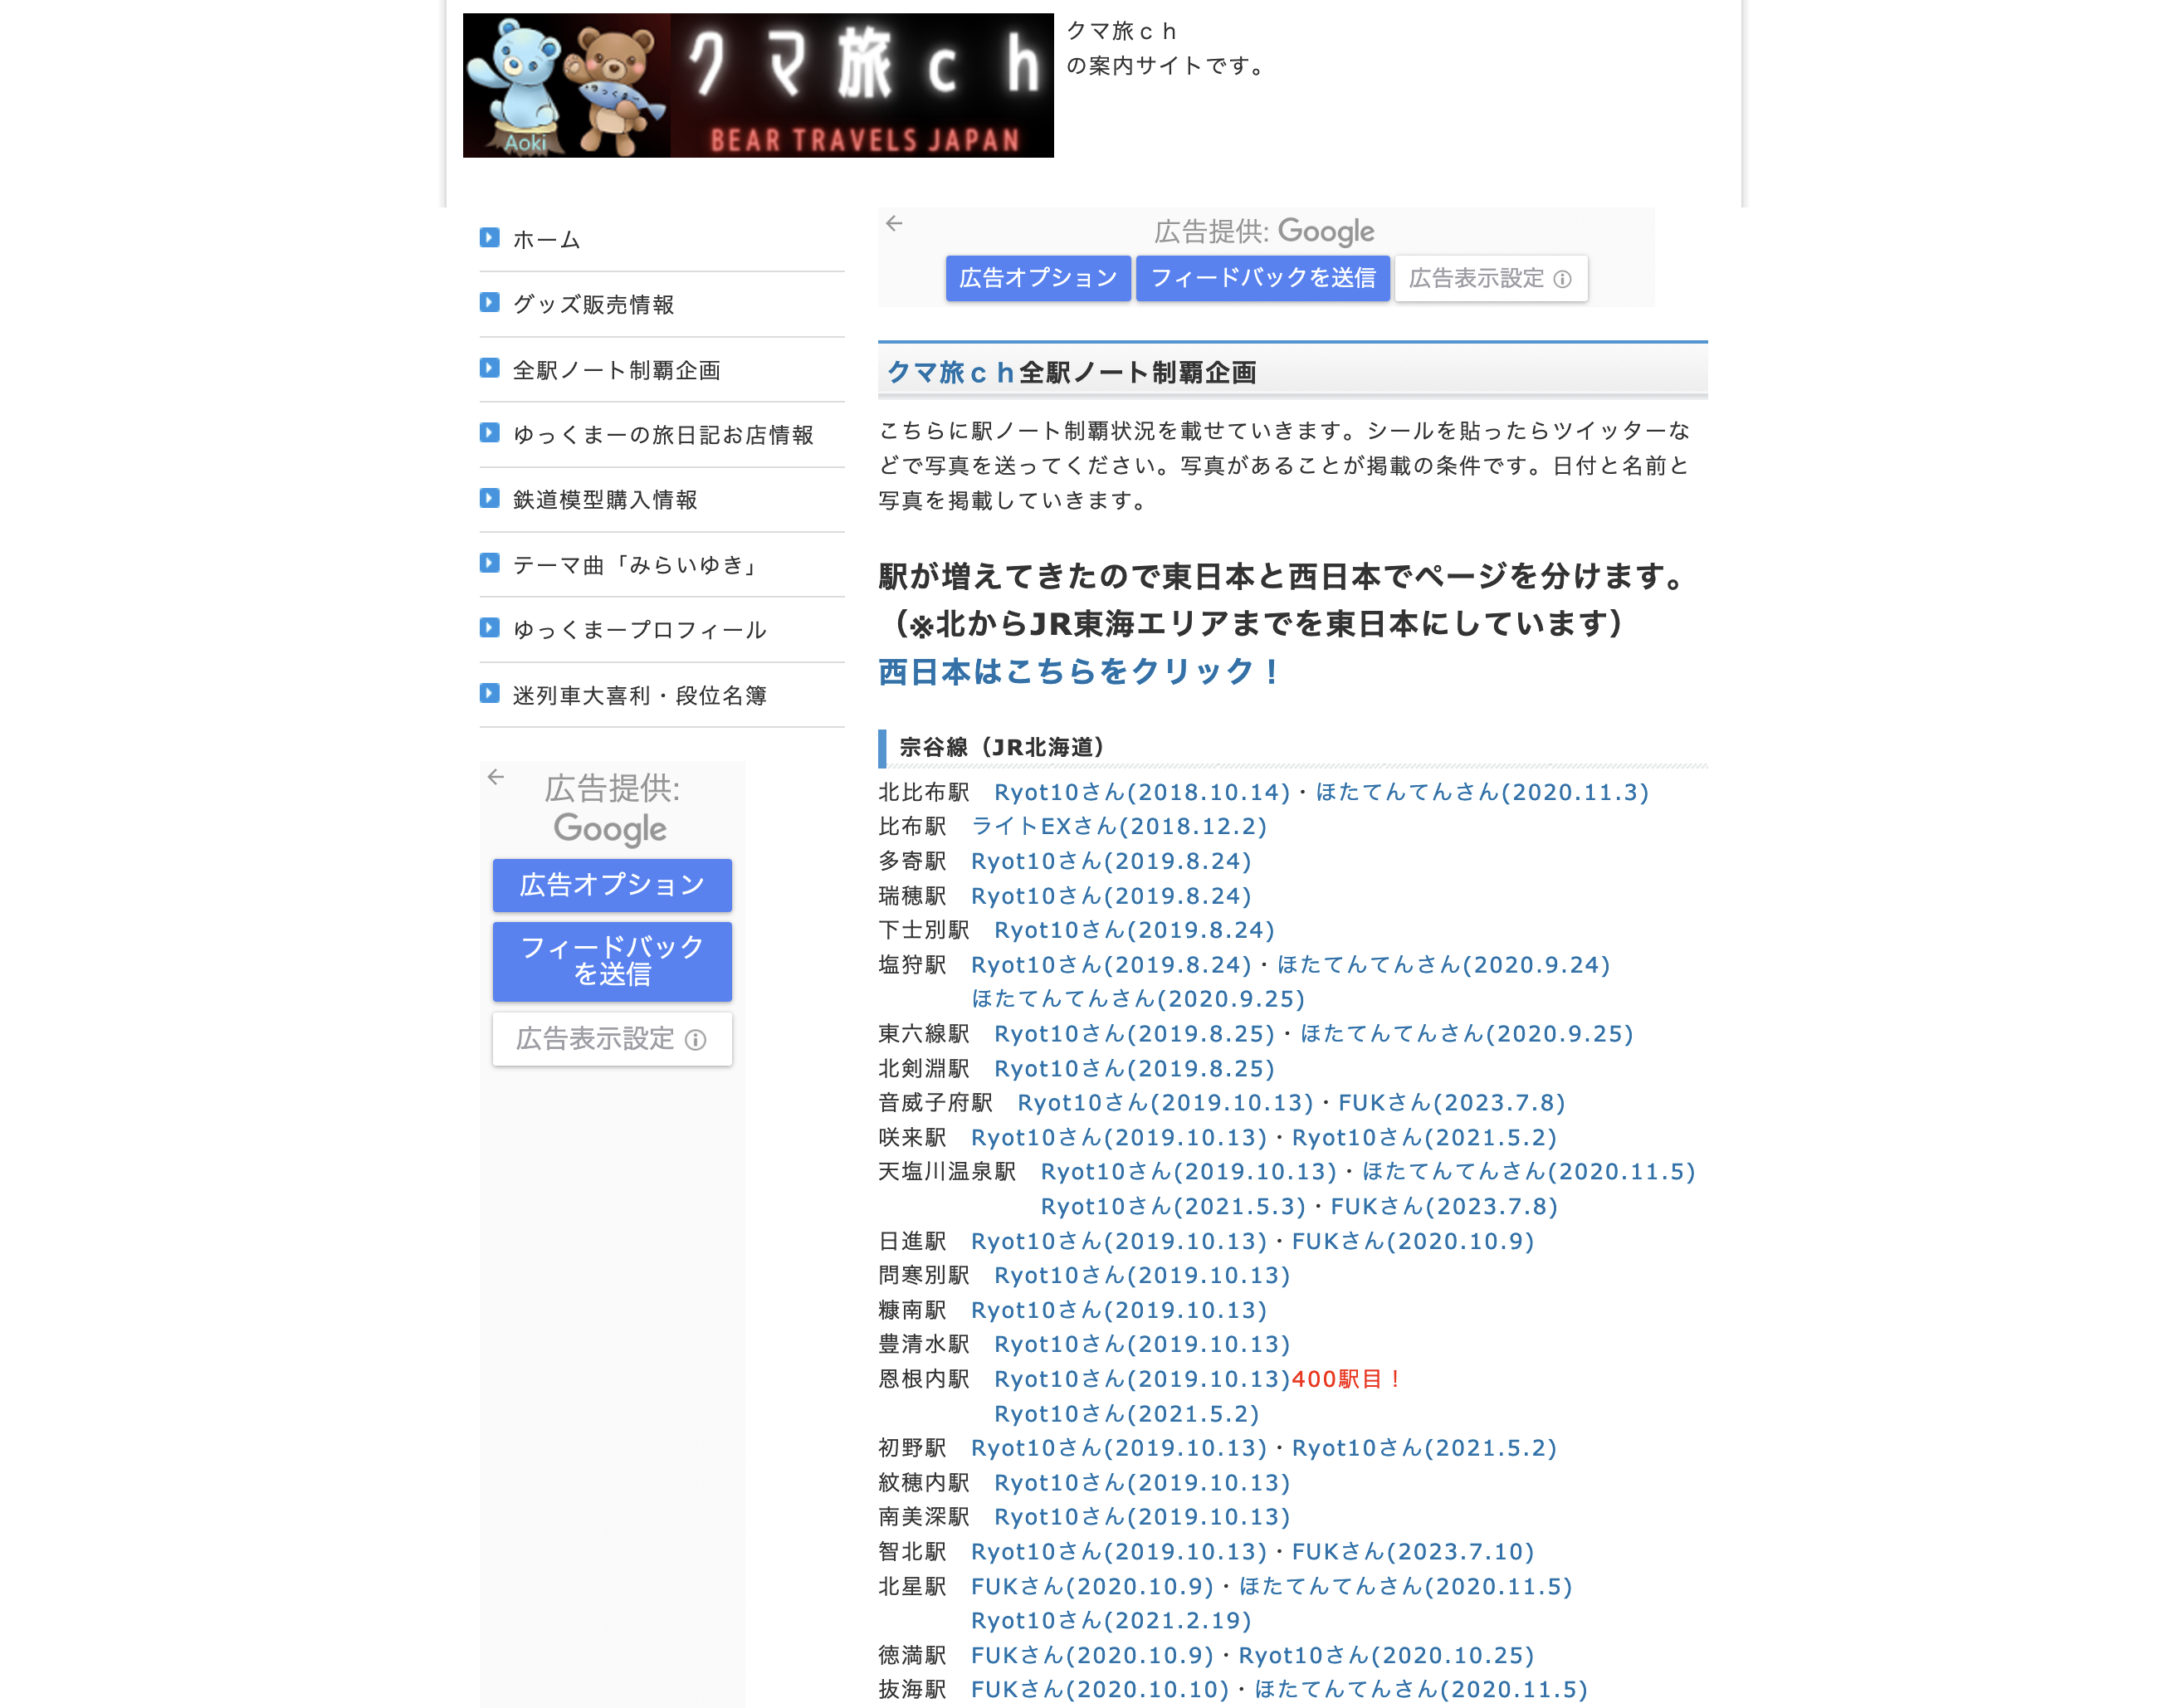 クマ旅ｃｈ
BEAR TRAVELS JAPAN
Aoki
ゆっくまー
クマ旅ｃｈ
の案内サイトです。
ホーム
グッズ販売情報
全駅ノート制覇企画
ゆっくまーの旅日記お店情報
鉄道模型購入情報
テーマ曲「みらいゆき」
ゆっくまープロフィール
迷列車大喜利・段位名簿
広告提供:
Google
広告オプション
フィードバック
を送信
広告表示設定
広告提供: Google
広告オプション
フィードバックを送信
広告表示設定
クマ旅ｃｈ全駅ノート制覇企画
こちらに駅ノート制覇状況を載せていきます。シールを貼ったらツイッターな
どで写真を送ってください。写真があることが掲載の条件です。日付と名前と
写真を掲載していきます。
駅が増えてきたので東日本と西日本でページを分けます。
（※北からJR東海エリアまでを東日本にしています）
西日本はこちらをクリック！
宗谷線（JR北海道）
北比布駅　Ryot10さん(2018.10.14)・ほたてんてんさん(2020.11.3)
比布駅　ライトEXさん(2018.12.2)
多寄駅　Ryot10さん(2019.8.24)
瑞穂駅　Ryot10さん(2019.8.24)
下士別駅　Ryot10さん(2019.8.24)
塩狩駅　Ryot10さん(2019.8.24)・ほたてんてんさん(2020.9.24)
ほたてんてんさん(2020.9.25)
東六線駅　Ryot10さん(2019.8.25)・ほたてんてんさん(2020.9.25)
北剣淵駅　Ryot10さん(2019.8.25)
音威子府駅　Ryot10さん(2019.10.13)・FUKさん(2023.7.8)
咲来駅　Ryot10さん(2019.10.13)・Ryot10さん(2021.5.2)
天塩川温泉駅　Ryot10さん(2019.10.13)・ほたてんてんさん(2020.11.5)
Ryot10さん(2021.5.3)・FUKさん(2023.7.8)
日進駅　Ryot10さん(2019.10.13)・FUKさん(2020.10.9)
問寒別駅　Ryot10さん(2019.10.13)
糠南駅　Ryot10さん(2019.10.13)
豊清水駅　Ryot10さん(2019.10.13)
恩根内駅　Ryot10さん(2019.10.13)400駅目！
Ryot10さん(2021.5.2)
初野駅　Ryot10さん(2019.10.13)・Ryot10さん(2021.5.2)
紋穂内駅　Ryot10さん(2019.10.13)
南美深駅　Ryot10さん(2019.10.13)
智北駅　Ryot10さん(2019.10.13)・FUKさん(2023.7.10)
北星駅　FUKさん(2020.10.9)・ほたてんてんさん(2020.11.5)
Ryot10さん(2021.2.19)
徳満駅　FUKさん(2020.10.9)・Ryot10さん(2020.10.25)
抜海駅　FUKさん(2020.10.10)・ほたてんてんさん(2020.11.5)